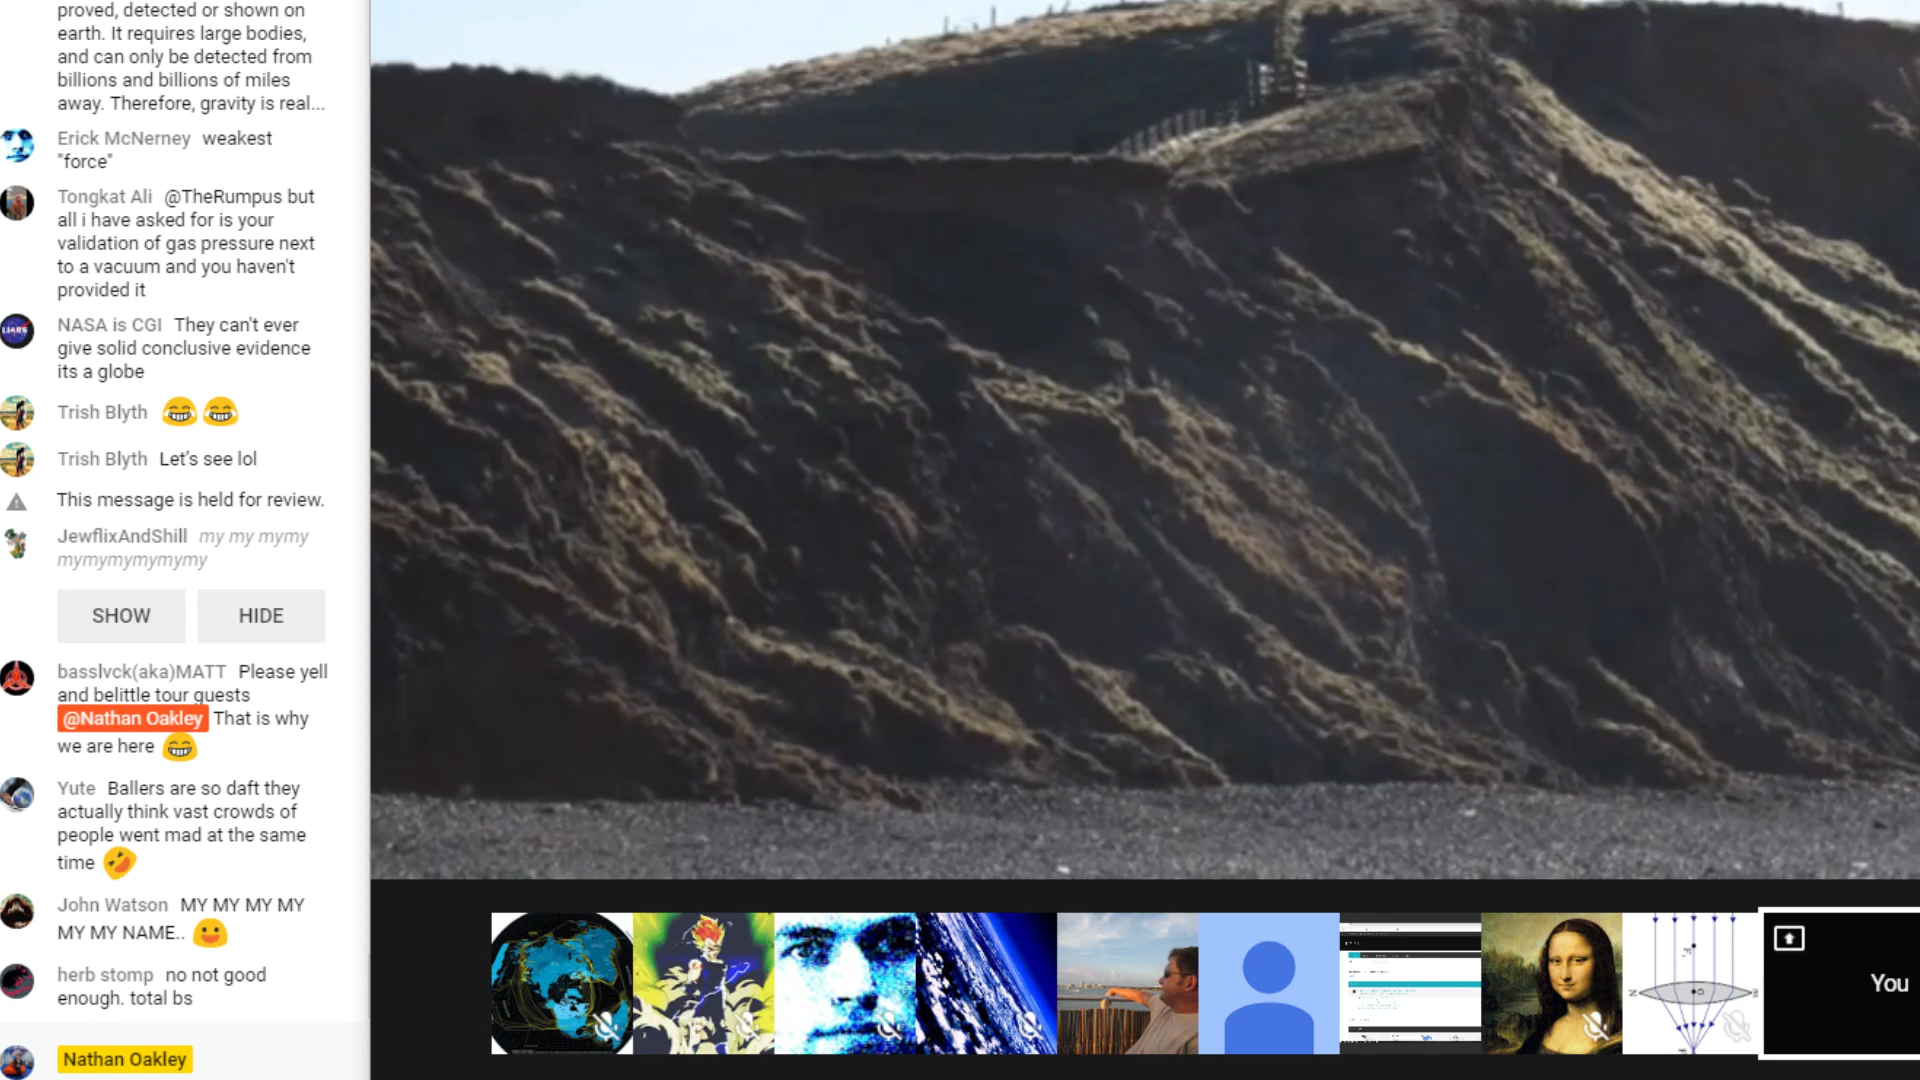 proved, detected or shown on
earth. It requires large bodies,
and can only be detected from
billions and billions of miles
away. Therefore, gravity is real...
Erick McNerney weakest
"force"
Tongkat Ali @TheRumpus but
all i have asked for is your
validation of gas pressure next
to a vacuum and you haven't
provided it
LIARS
NASA is CGI They can't ever
give solid conclusive evidence
its a globe
Trish Blyth 😂😂
Trish Blyth Let's see lol
This message is held for review.
JewflixAndShill my my mymy
mymymymymymy
SHOW HIDE
basslvck(aka)MATT Please yell
and belittle tour guests
@Nathan Oakley That is why
we are here 😁
Yute Ballers are so daft they
actually think vast crowds of
people went mad at the same
time 🤣
John Watson MY MY MY MY
MY MY NAME.. 😃
herb stomp no not good
enough. total bs
Nathan Oakley
You